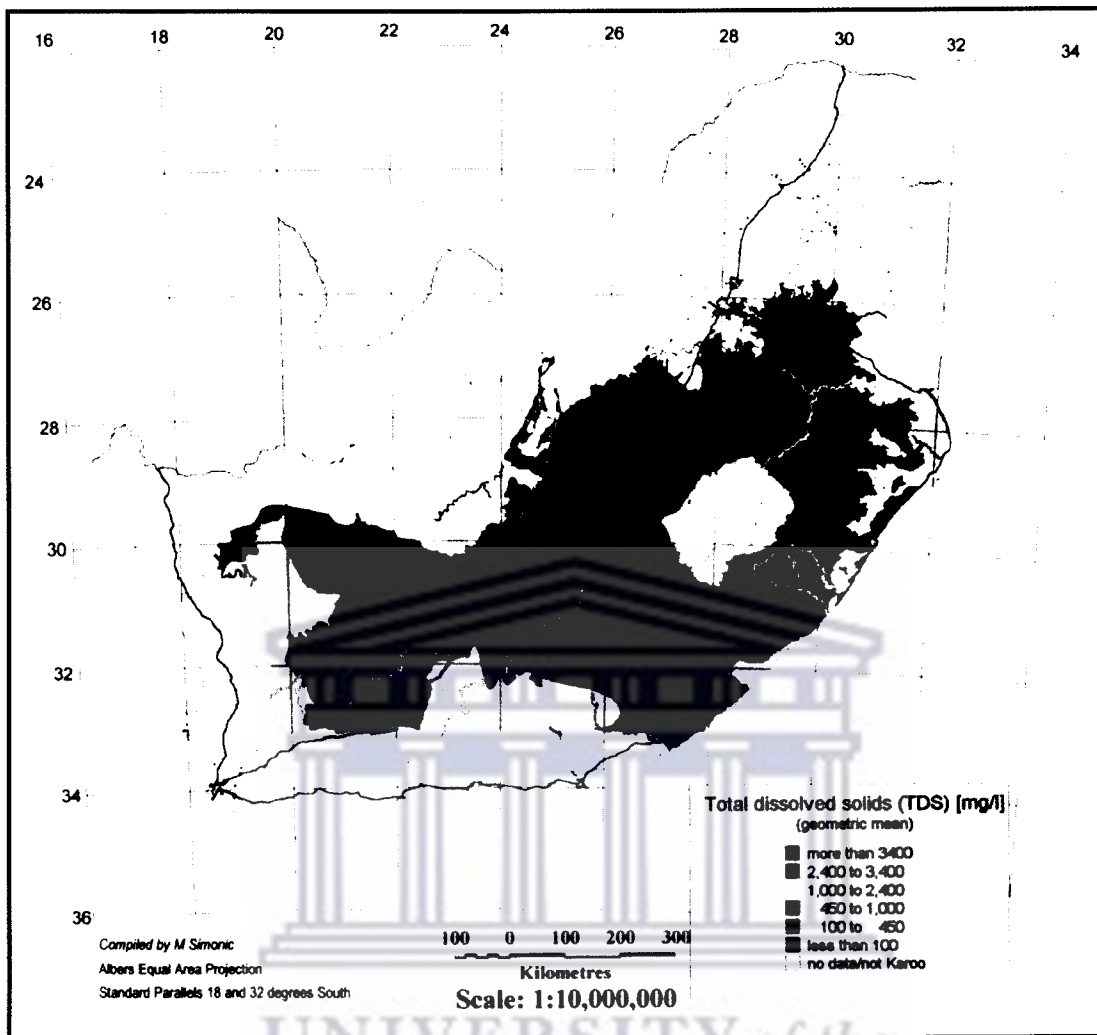 16 18 20 22 24 26 28 30 32 34
24
26
28
30
32
34
36
Total dissolved solids (TDS) [mg/l]
(geometric mean)
more than 3400
2,400 to 3,400
1,000 to 2,400
450 to 1,000
100 to 450
less than 100
no data/not Karoo
Compiled by M Simonic
Albers Equal Area Projection
Standard Parallels 18 and 32 degrees South
100 0 100 200 300
Kilometres
Scale: 1:10,000,000
UNIVERSITY of the